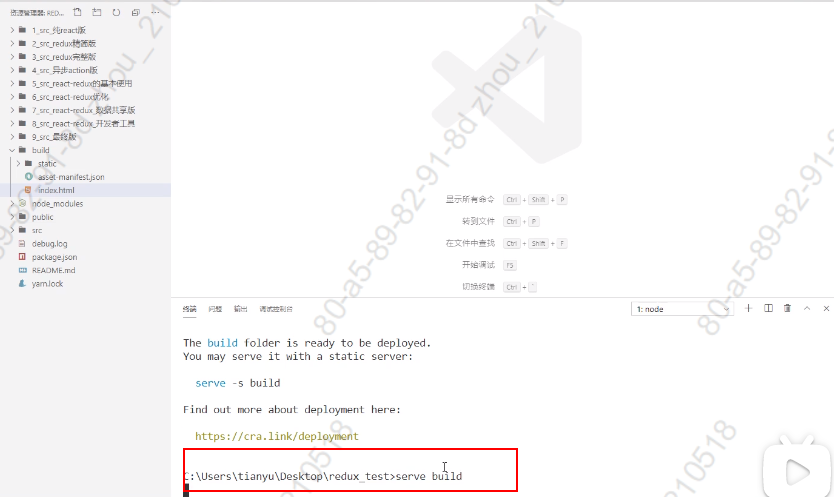 资源管理器: RED...
1_src_纯react版
2_src_redux精简版
3_src_redux完整版
4_src_异步action版
5_src_react-redux的基本使用
6_src_react-redux优化
7_src_react-redux_数据共享版
8_src_react-redux_开发者工具
9_src_最终版
build
static
asset-manifest.json
index.html
node_modules
public
src
debug.log
package.json
README.md
yarn.lock
显示所有命令 Ctrl + Shift + P
转到文件 Ctrl + P
在文件中查找 Ctrl + Shift + F
开始调试 F5
切换终端 Ctrl + `
终端 问题 输出 调试控制台 1: node
The build folder is ready to be deployed.
You may serve it with a static server:
serve -s build
Find out more about deployment here:
https://cra.link/deployment
C:\Users\tianyu\Desktop\redux_test>serve build
80-a5-89-82-91-8d zhou_ 210518
80-a5-89-82-91-8d
210518